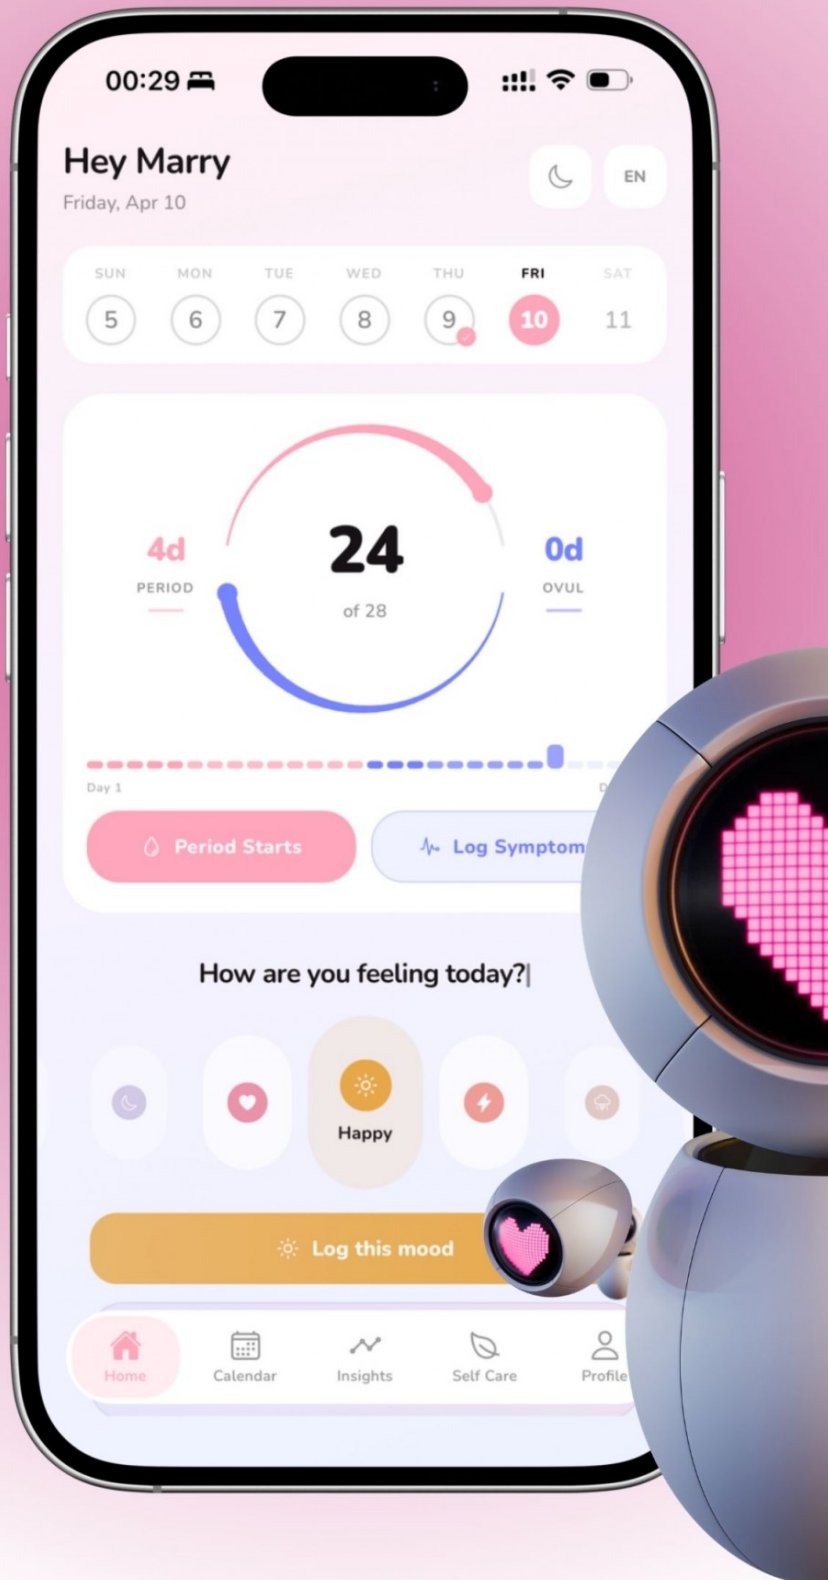 00:29
Hey Marry
Friday, Apr 10
EN
SUN MON TUE WED THU FRI SAT
5 6 7 8 9 10 11
24
of 28
4d
PERIOD
0d
OVUL
Day 1
Period Starts
Log Symptom
How are you feeling today?
Happy
Log this mood
Home Calendar Insights Self Care Profile